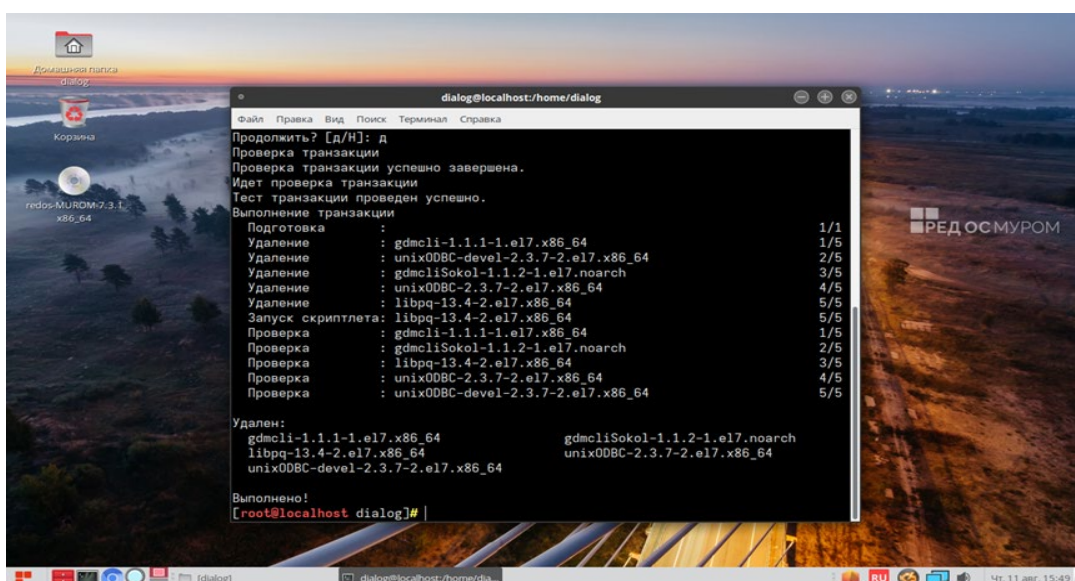 Домашняя папка
dialog
Корзина
redos-MUROM-7.3.1
x86_64
РЕД ОС МУРОМ
dialog@localhost:/home/dialog
Файл Правка Вид Поиск Терминал Справка
Продолжить? [д/Н]: д
Проверка транзакции
Проверка транзакции успешно завершена.
Идет проверка транзакции
Тест транзакции проведен успешно.
Выполнение транзакции
Подготовка : 1/1
Удаление : gdmcli-1.1.1-1.el7.x86_64 1/5
Удаление : unixODBC-devel-2.3.7-2.el7.x86_64 2/5
Удаление : gdmcliSokol-1.1.2-1.el7.noarch 3/5
Удаление : unixODBC-2.3.7-2.el7.x86_64 4/5
Удаление : libpq-13.4-2.el7.x86_64 5/5
Запуск скриптлета: libpq-13.4-2.el7.x86_64 5/5
Проверка : gdmcli-1.1.1-1.el7.x86_64 1/5
Проверка : gdmcliSokol-1.1.2-1.el7.noarch 2/5
Проверка : libpq-13.4-2.el7.x86_64 3/5
Проверка : unixODBC-2.3.7-2.el7.x86_64 4/5
Проверка : unixODBC-devel-2.3.7-2.el7.x86_64 5/5
Удален:
gdmcli-1.1.1-1.el7.x86_64 gdmcliSokol-1.1.2-1.el7.noarch
libpq-13.4-2.el7.x86_64 unixODBC-2.3.7-2.el7.x86_64
unixODBC-devel-2.3.7-2.el7.x86_64
Выполнено!
[root@localhost dialog]#
[dialog] dialog@localhost:/home/dia... RU Чт, 11 авг, 15:49